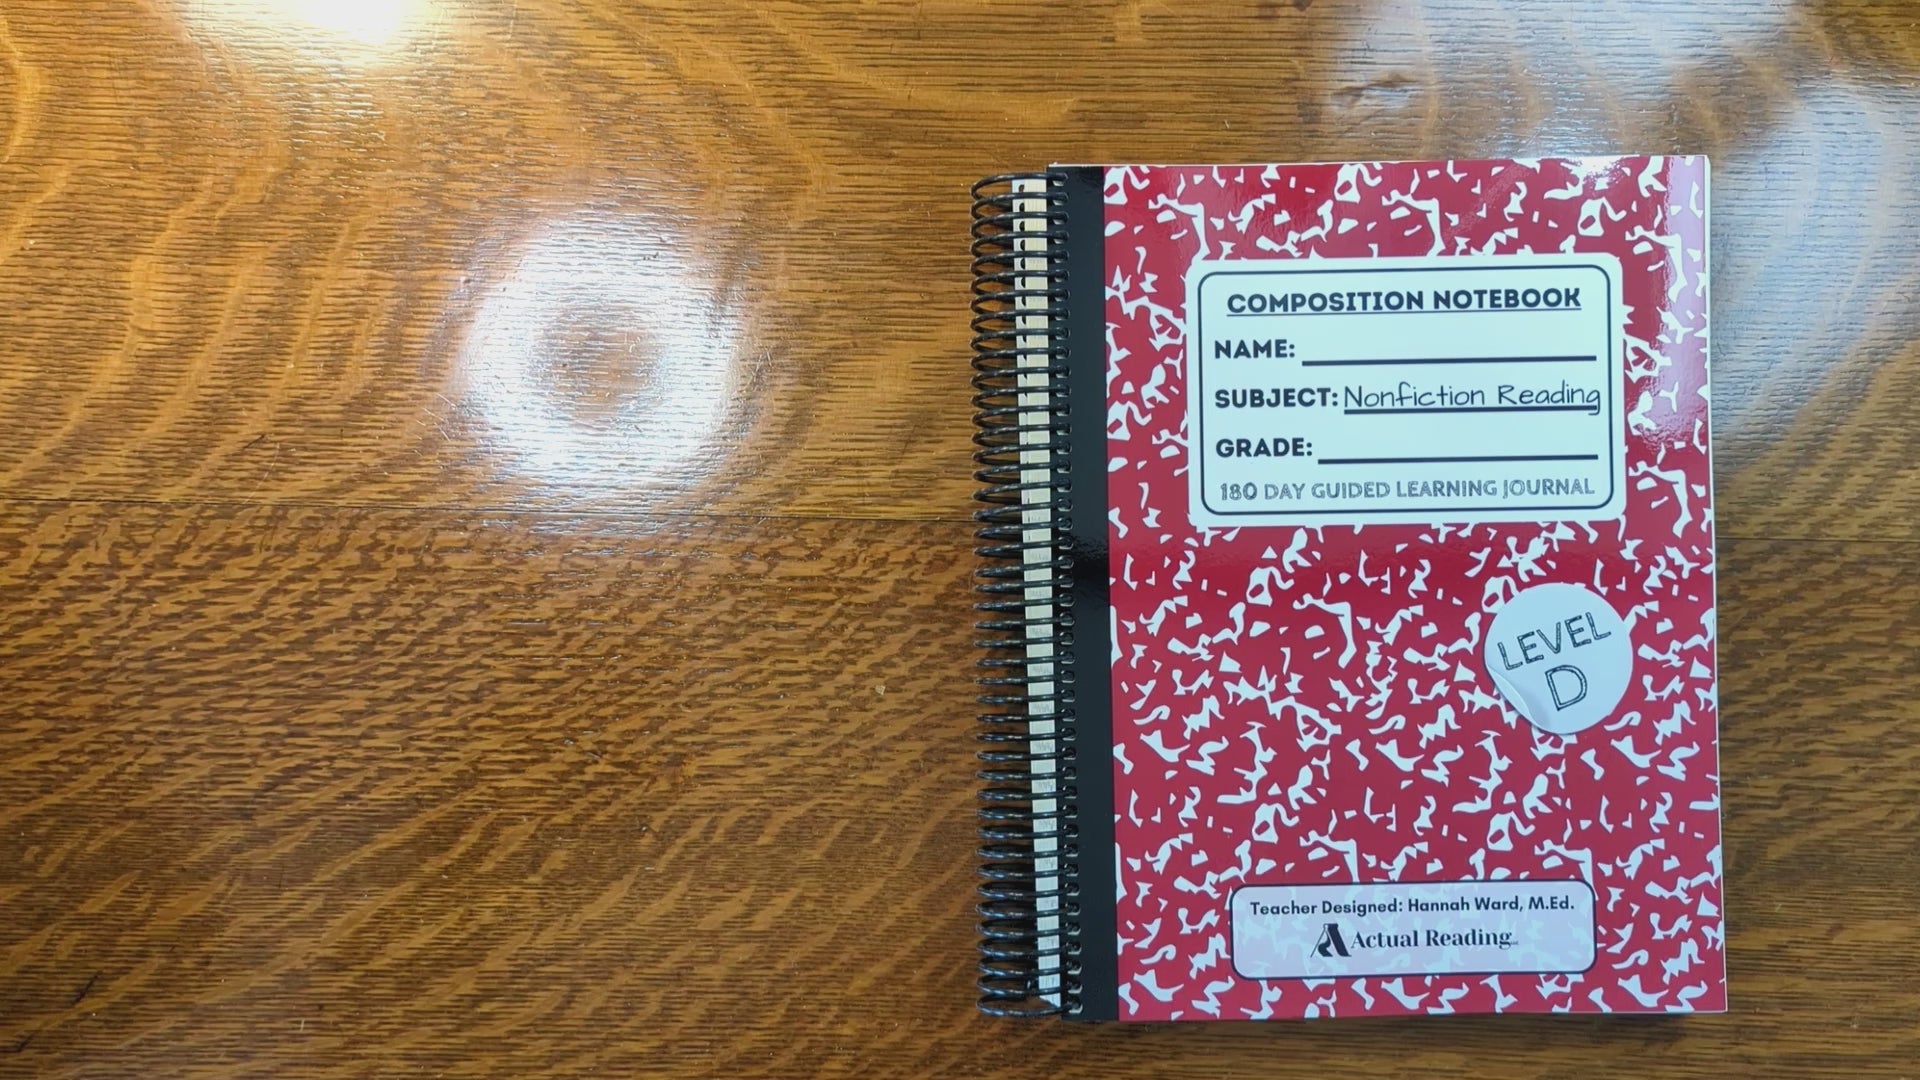 COMPOSITION NOTEBOOK
NAME:
SUBJECT: Nonfiction Reading
GRADE:
180 DAY GUIDED LEARNING JOURNAL
LEVEL
D
Teacher Designed: Hannah Ward, M.Ed.
Actual Reading